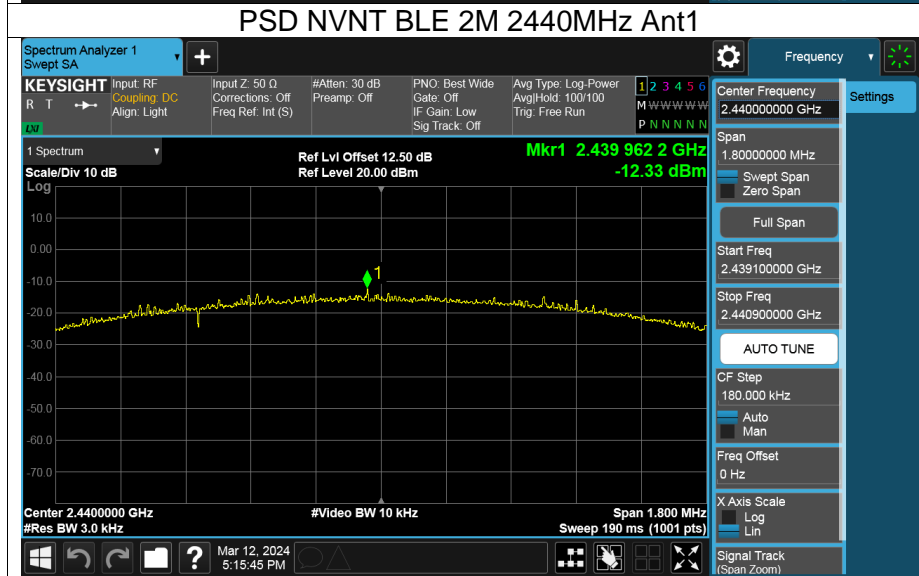 PSD NVNT BLE 2M 2440MHz Ant1
Spectrum Analyzer 1
Swept SA
+
Frequency
KEYSIGHT
R T
LXI
Input: RF
Coupling: DC
Align: Light
Input Z: 50 Ω
Corrections: Off
Freq Ref: Int (S)
#Atten: 30 dB
Preamp: Off
PNO: Best Wide
Gate: Off
IF Gain: Low
Sig Track: Off
Avg Type: Log-Power
Avg|Hold: 100/100
Trig: Free Run
1 2 3 4 5 6
M W W W W W
P N N N N N
Center Frequency
2.440000000 GHz
Settings
Span
1.80000000 MHz
Swept Span
Zero Span
Full Span
Start Freq
2.439100000 GHz
Stop Freq
2.440900000 GHz
AUTO TUNE
CF Step
180.000 kHz
Auto
Man
Freq Offset
0 Hz
X Axis Scale
Log
Lin
Signal Track
(Span Zoom)
1 Spectrum
Scale/Div 10 dB
Log
Ref Lvl Offset 12.50 dB
Ref Level 20.00 dBm
Mkr1 2.439 962 2 GHz
-12.33 dBm
10.0
0.00
-10.0
-20.0
-30.0
-40.0
-50.0
-60.0
-70.0
1
Center 2.4400000 GHz
#Res BW 3.0 kHz
#Video BW 10 kHz
Span 1.800 MHz
Sweep 190 ms (1001 pts)
?
Mar 12, 2024
5:15:45 PM